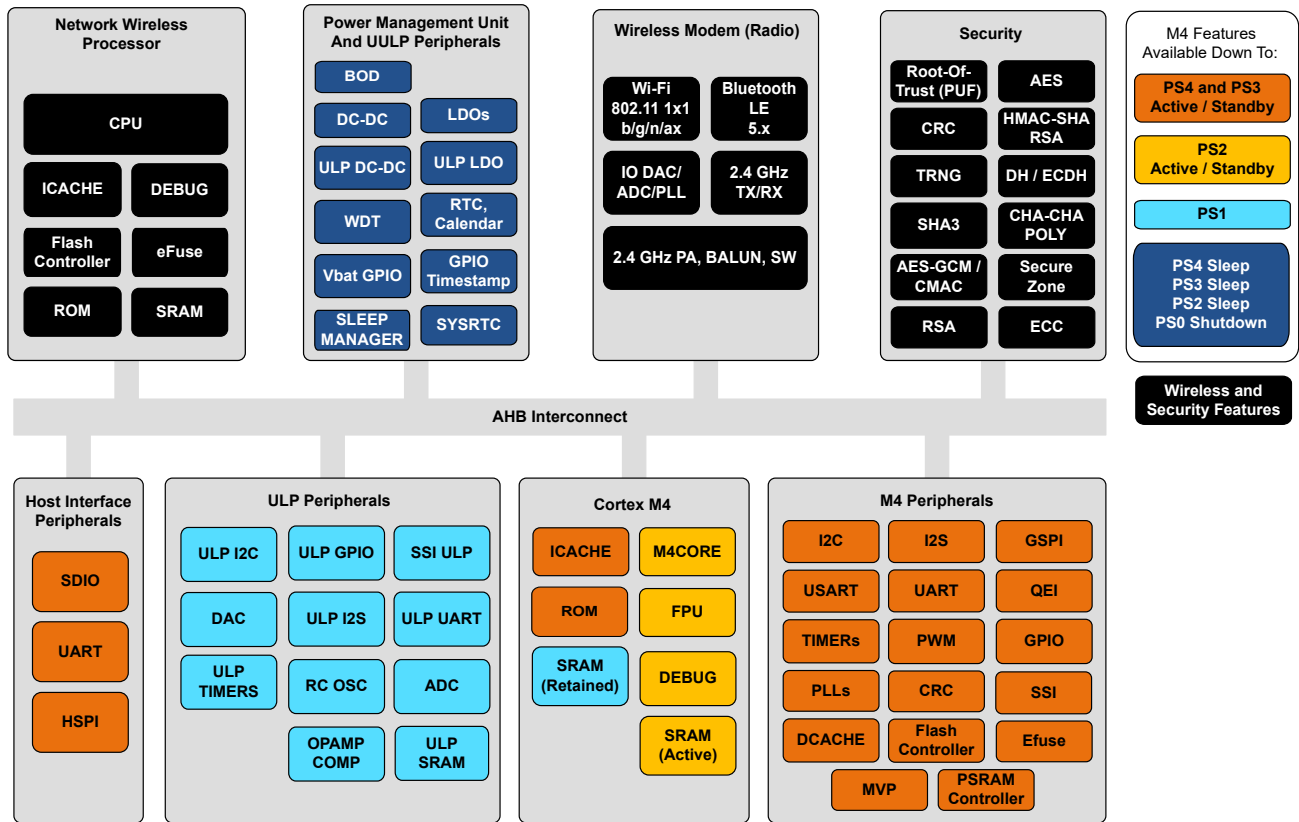 Network Wireless
Processor
CPU
ICACHE
DEBUG
Flash
Controller
eFuse
ROM
SRAM
Power Management Unit
And UULP Peripherals
BOD
DC-DC
LDOs
ULP DC-DC
ULP LDO
WDT
RTC,
Calendar
Vbat GPIO
GPIO
Timestamp
SLEEP
MANAGER
SYSRTC
Wireless Modem (Radio)
Wi-Fi
802.11 1x1
b/g/n/ax
Bluetooth
LE
5.x
IO DAC/
ADC/PLL
2.4 GHz
TX/RX
2.4 GHz PA, BALUN, SW
Security
Root-Of-
Trust (PUF)
AES
CRC
HMAC-SHA
RSA
TRNG
DH / ECDH
SHA3
CHA-CHA
POLY
AES-GCM /
CMAC
Secure
Zone
RSA
ECC
M4 Features
Available Down To:
PS4 and PS3
Active / Standby
PS2
Active / Standby
PS1
PS4 Sleep
PS3 Sleep
PS2 Sleep
PS0 Shutdown
Wireless and
Security Features
AHB Interconnect
Host Interface
Peripherals
SDIO
UART
HSPI
ULP Peripherals
ULP I2C
ULP GPIO
SSI ULP
DAC
ULP I2S
ULP UART
ULP
TIMERS
RC OSC
ADC
OPAMP
COMP
ULP
SRAM
Cortex M4
ICACHE
M4CORE
ROM
FPU
SRAM
(Retained)
DEBUG
SRAM
(Active)
M4 Peripherals
I2C
I2S
GSPI
USART
UART
QEI
TIMERs
PWM
GPIO
PLLs
CRC
SSI
DCACHE
Flash
Controller
Efuse
MVP
PSRAM
Controller